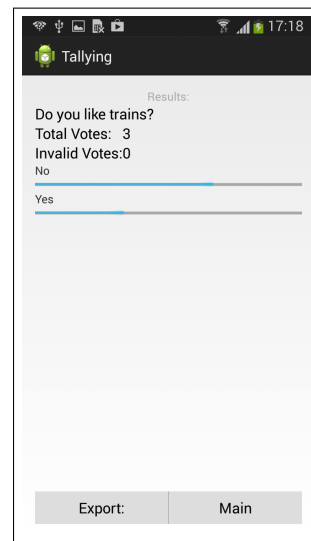 17:18
Tallying
Results:
Do you like trains?
Total Votes: 3
Invalid Votes:0
No
Yes
Export: Main